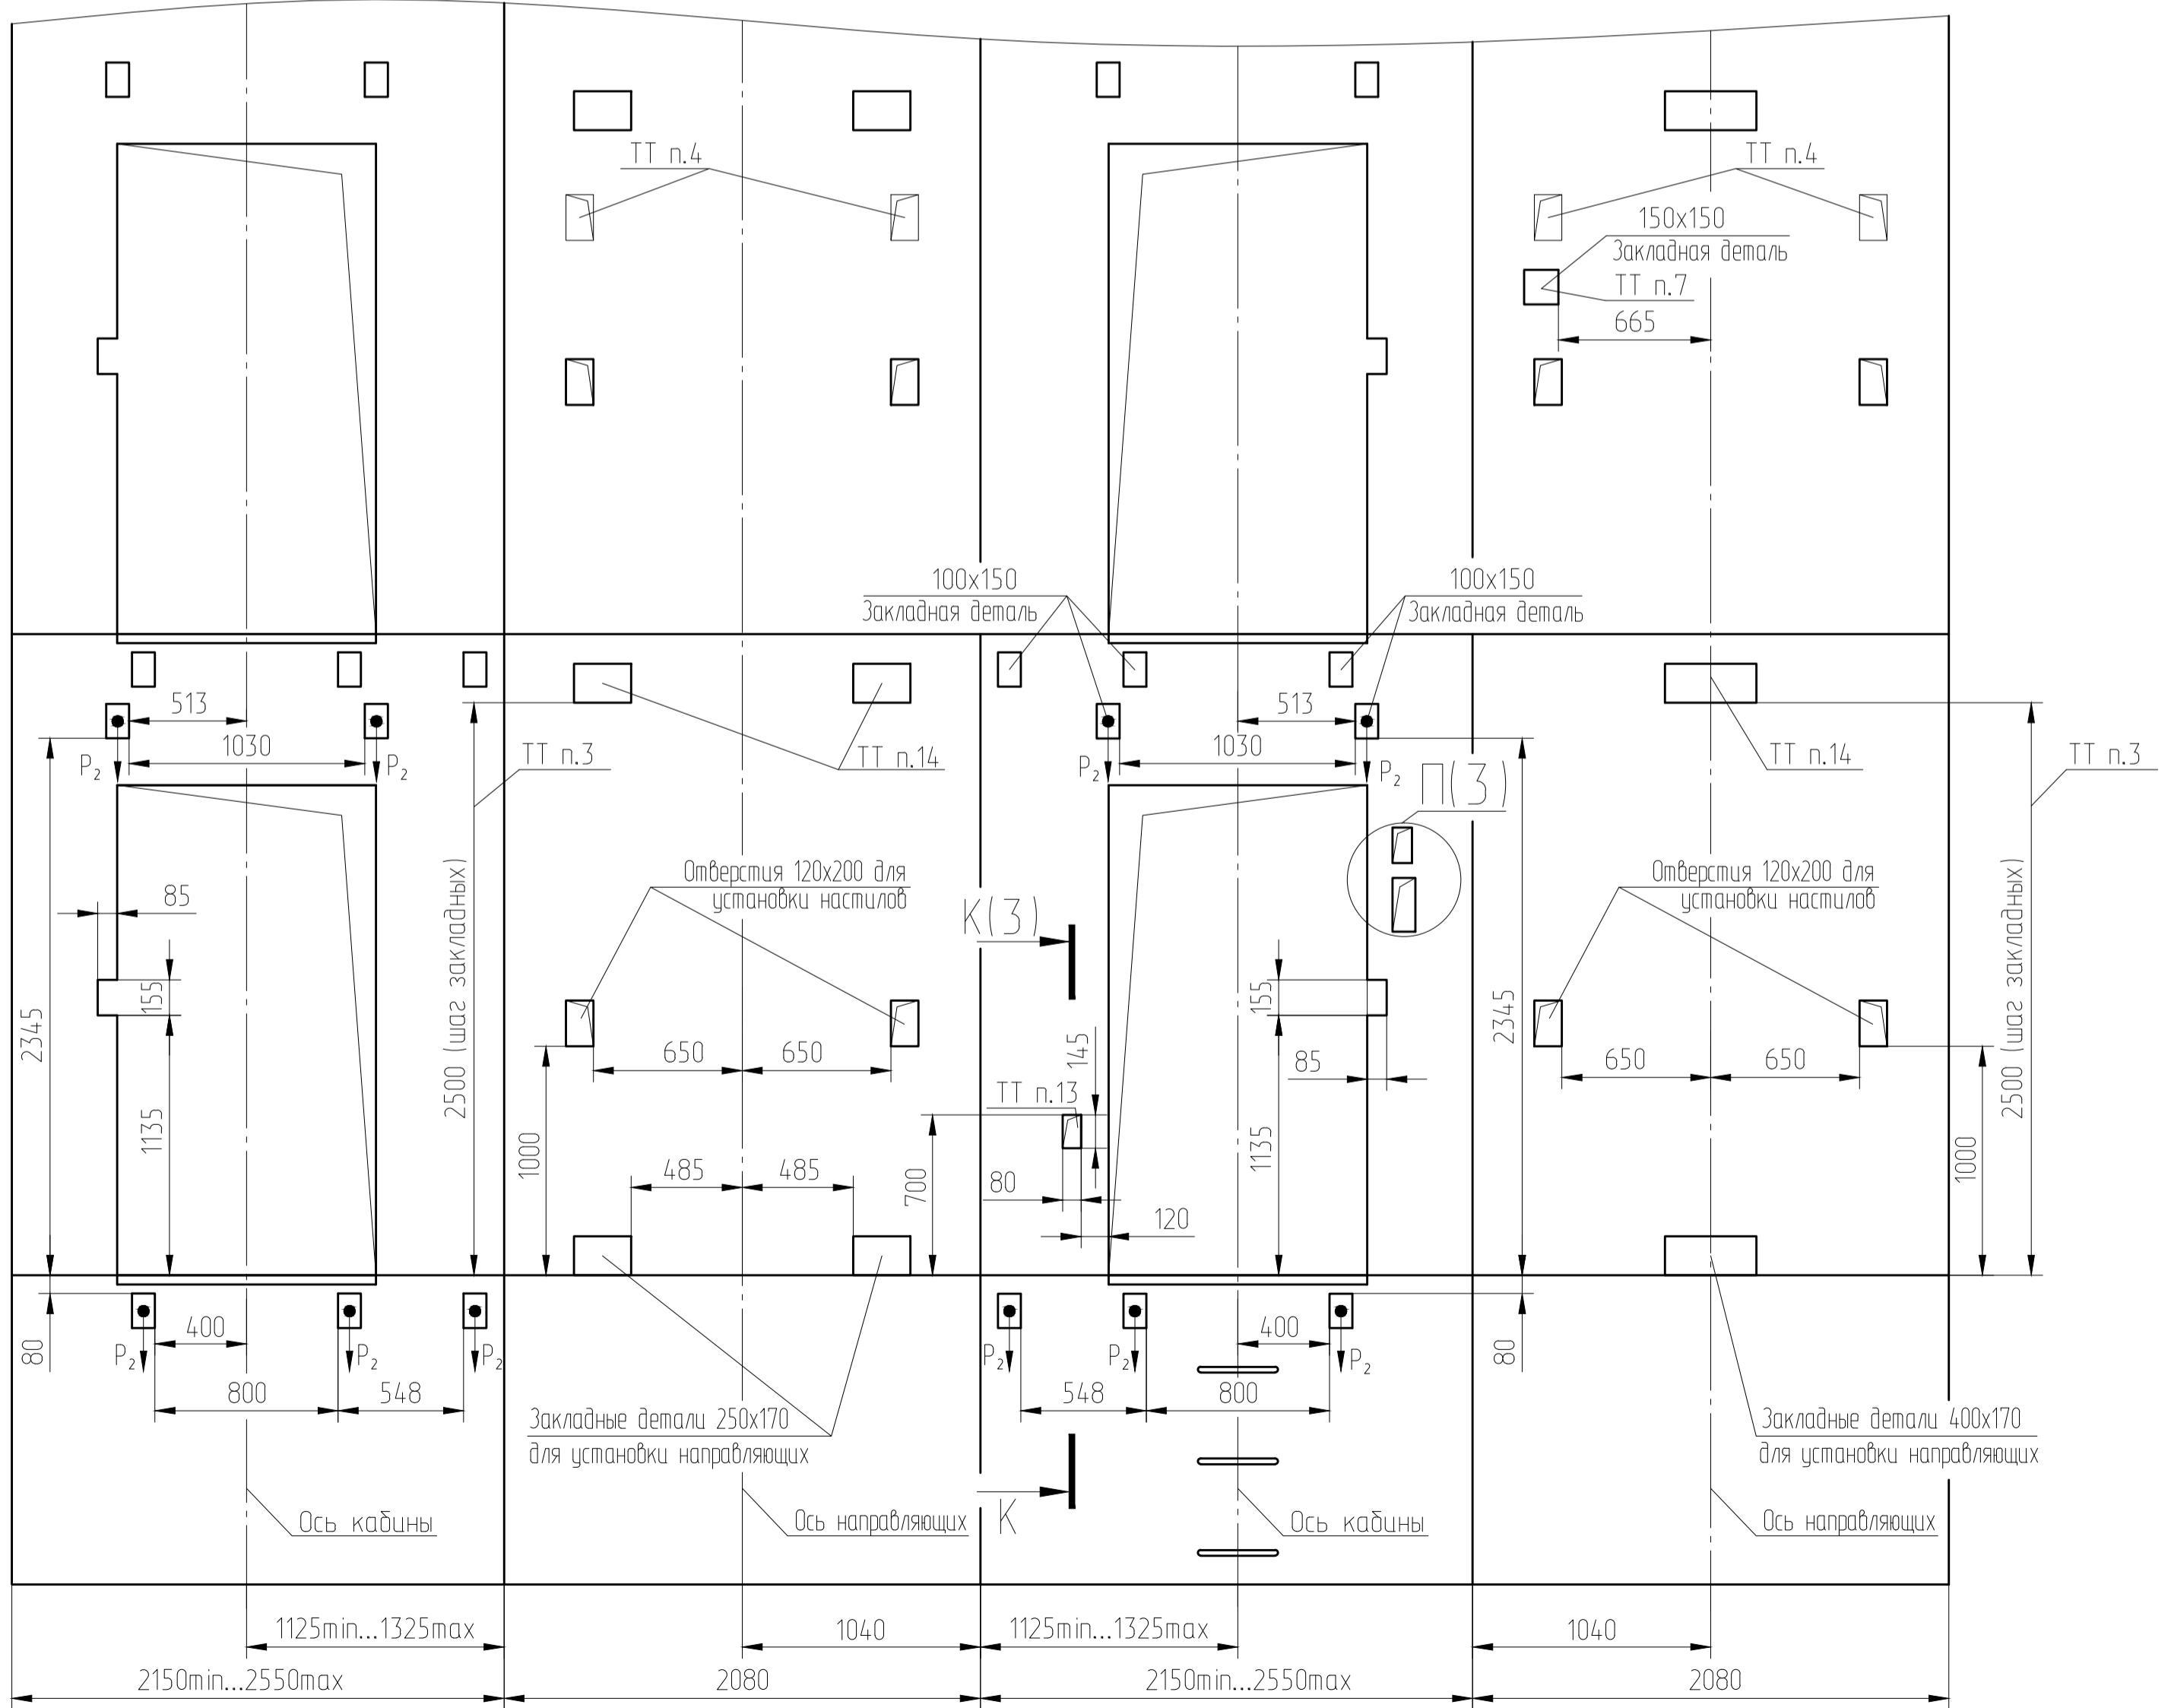 ТТ п.4
ТТ п.4
150х150
Закладная деталь
ТТ п.7
665
100х150
Закладная деталь
100х150
Закладная деталь
513
1030
P2
P2
ТТ п.3
ТТ п.14
513
1030
P2
P2
П(3)
ТТ п.14
ТТ п.3
85
155
1135
2345
2500 (шаг закладных)
Отверстия 120х200 для
установки настилов
650
650
1000
485
485
К(3)
145
ТТ п.13
700
80
120
155
85
1135
2345
Отверстия 120х200 для
установки настилов
650
650
1000
2500 (шаг закладных)
80
400
P2
P2
P2
800
548
Закладные детали 250х170
для установки направляющих
P2
P2
400
P2
548
800
80
Закладные детали 400х170
для установки направляющих
Ось кабины
Ось направляющих
К
Ось кабины
Ось направляющих
1125min...1325max
1040
1125min...1325max
1040
2150min...2550max
2080
2150min...2550max
2080